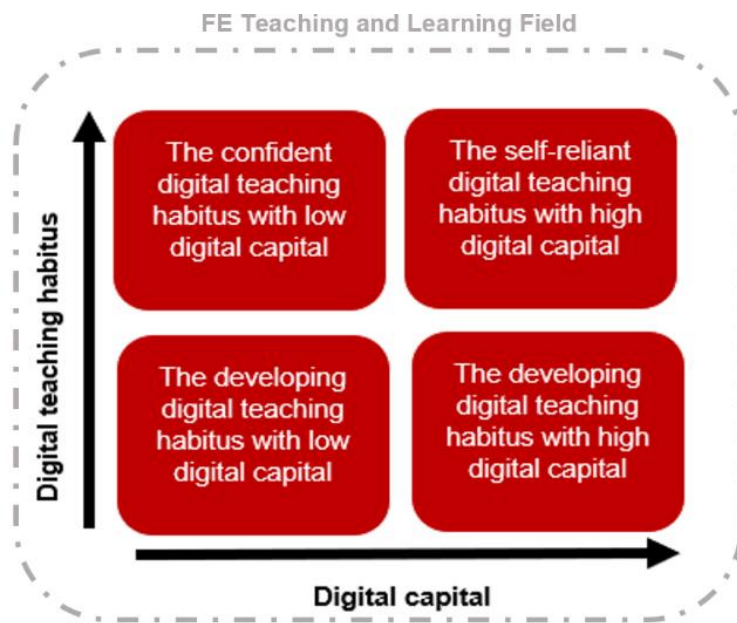 FE Teaching and Learning Field
Digital teaching habitus
The confident
digital teaching
habitus with low
digital capital
The self-reliant
digital teaching
habitus with high
digital capital
The developing
digital teaching
habitus with low
digital capital
The developing
digital teaching
habitus with high
digital capital
Digital capital